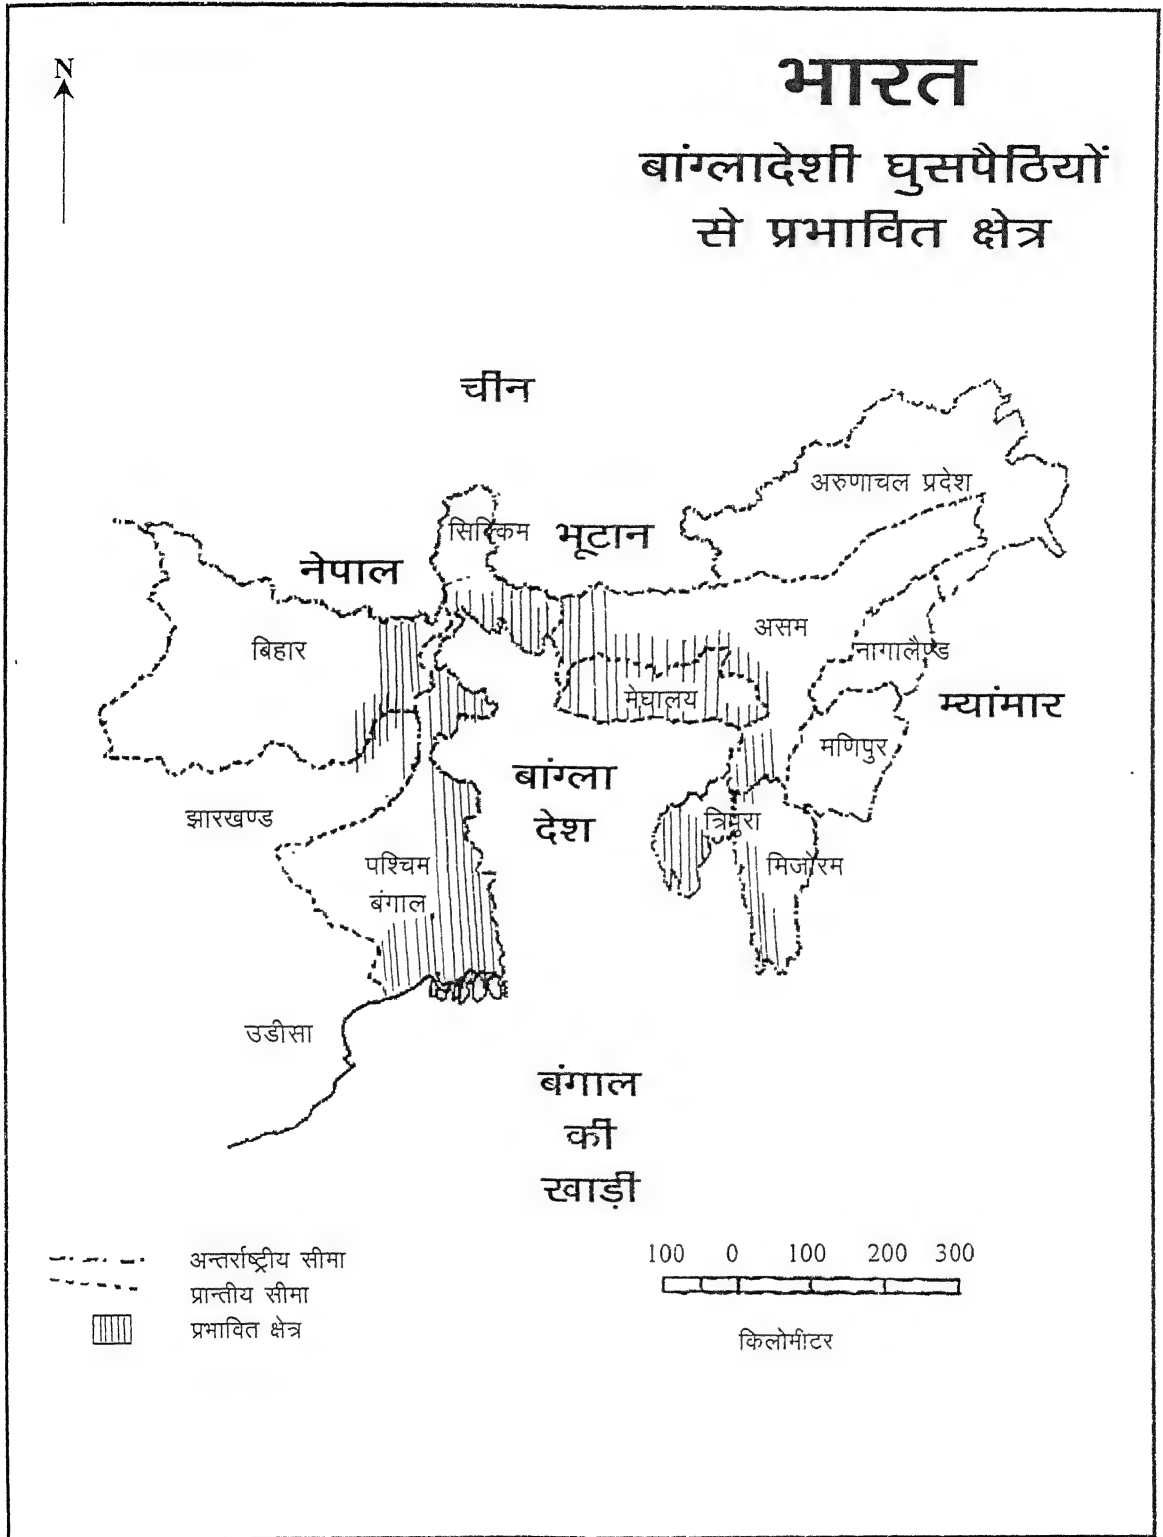 N
भारत
बांग्लादेशी घुसपैठियों
से प्रभावित क्षेत्र
चीन
अरुणाचल प्रदेश
सिक्किम
भूटान
नेपाल
असम
बिहार
नागालैण्ड
मेघालय
म्यांमार
मणिपुर
बांग्ला
देश
झारखण्ड
त्रिपुरा
पश्चिम
बंगाल
मिजोरम
उडीसा
बंगाल
की
खाड़ी
अन्तर्राष्ट्रीय सीमा
प्रान्तीय सीमा
प्रभावित क्षेत्र
100 0 100 200 300
किलोमीटर